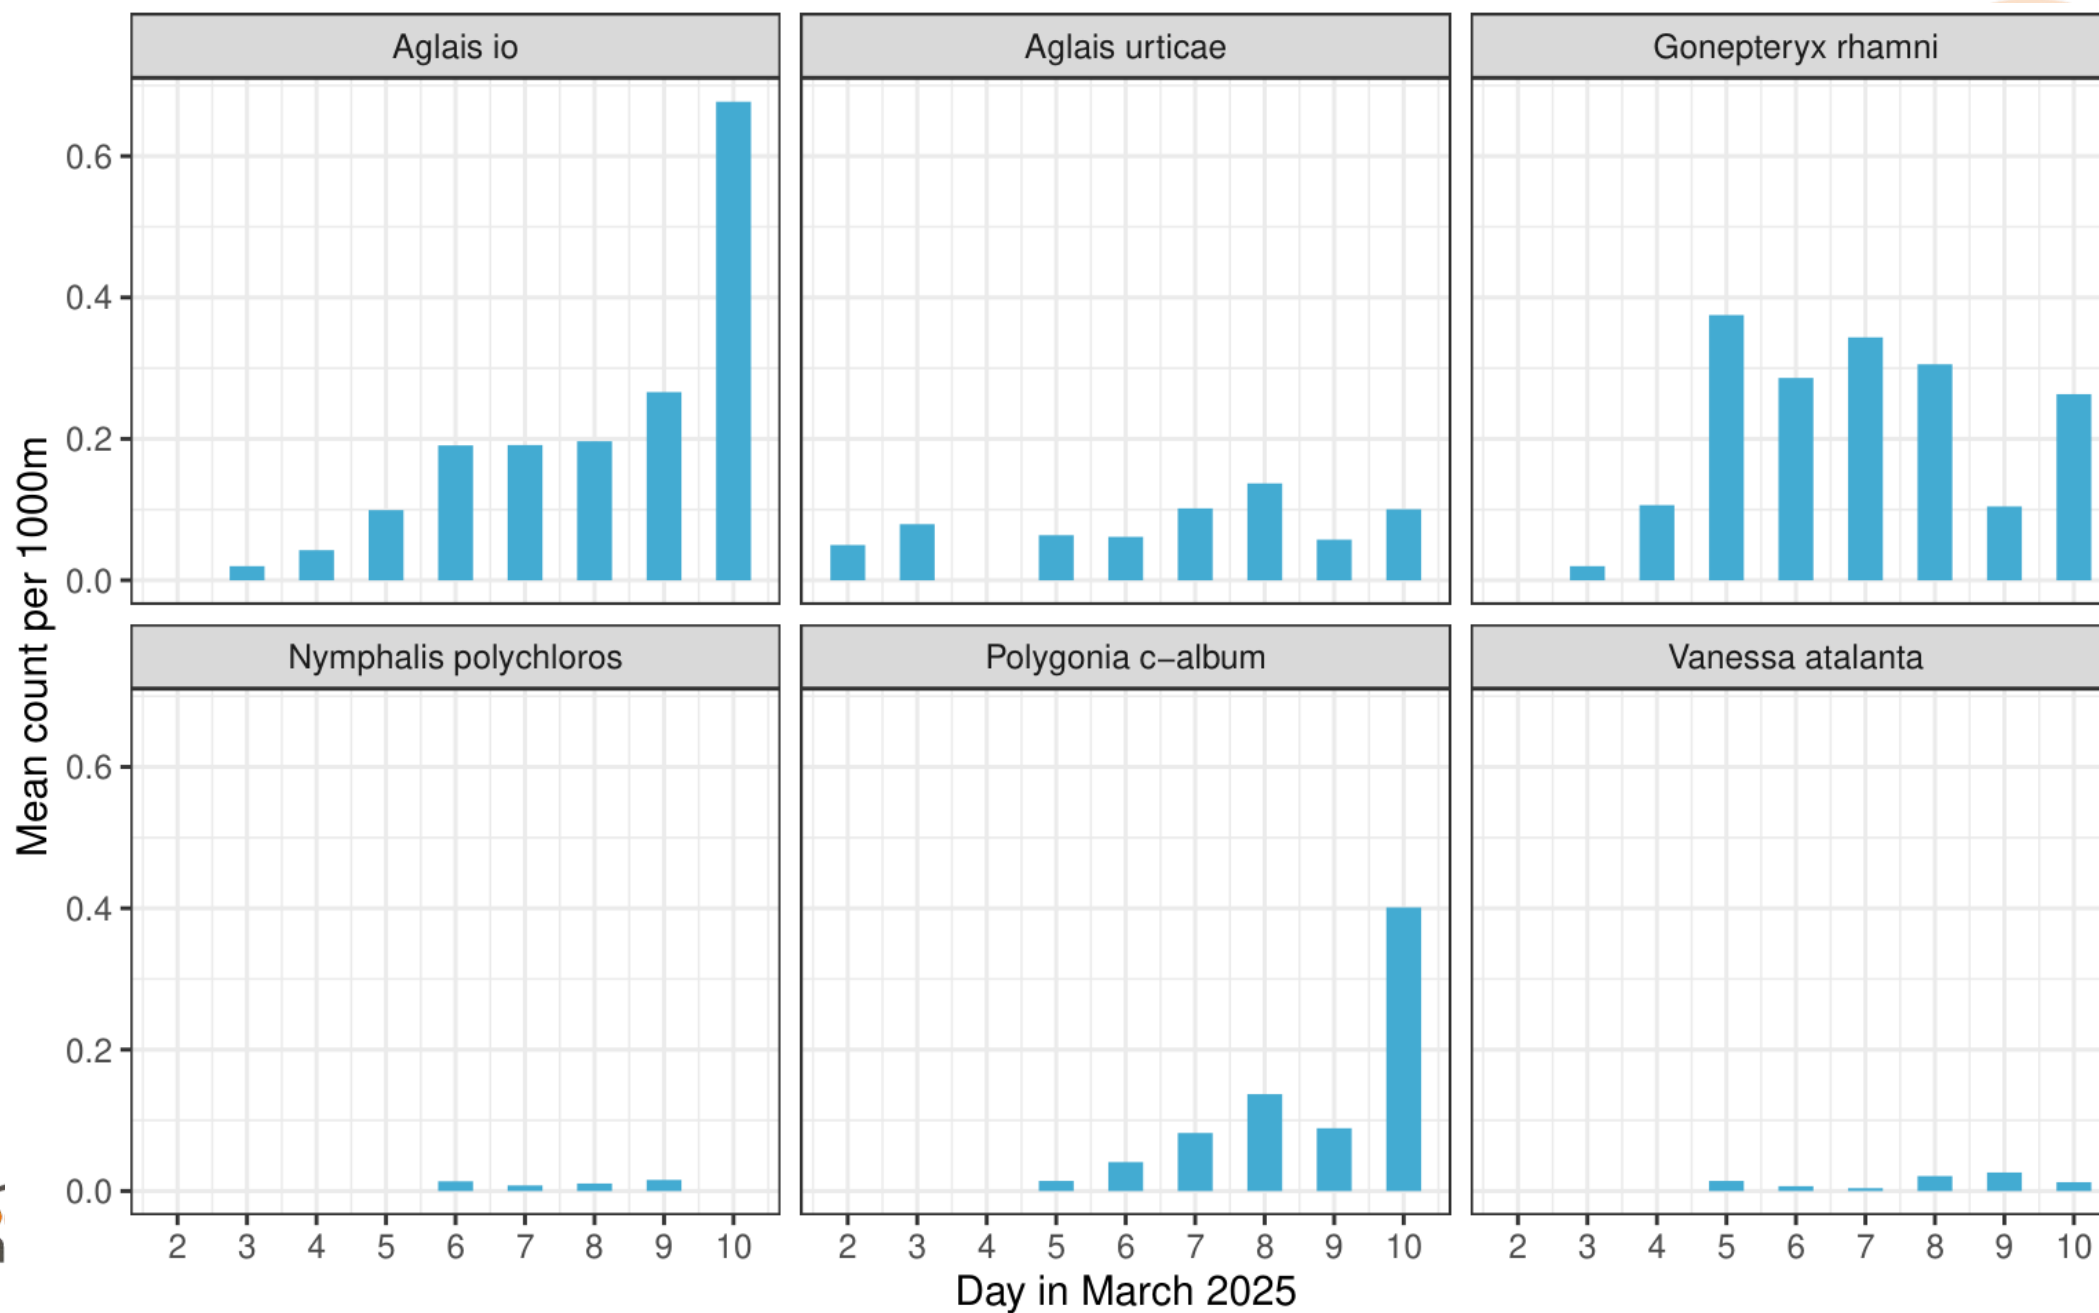 Aglais io
Aglais urticae
Gonepteryx rhamni
0.6
0.4
0.2
0.0
Mean count per 1000m
Nymphalis polychloros
Polygonia c−album
Vanessa atalanta
0.6
0.4
0.2
0.0
2 3 4 5 6 7 8 9 10
2 3 4 5 6 7 8 9 10
2 3 4 5 6 7 8 9 10
Day in March 2025